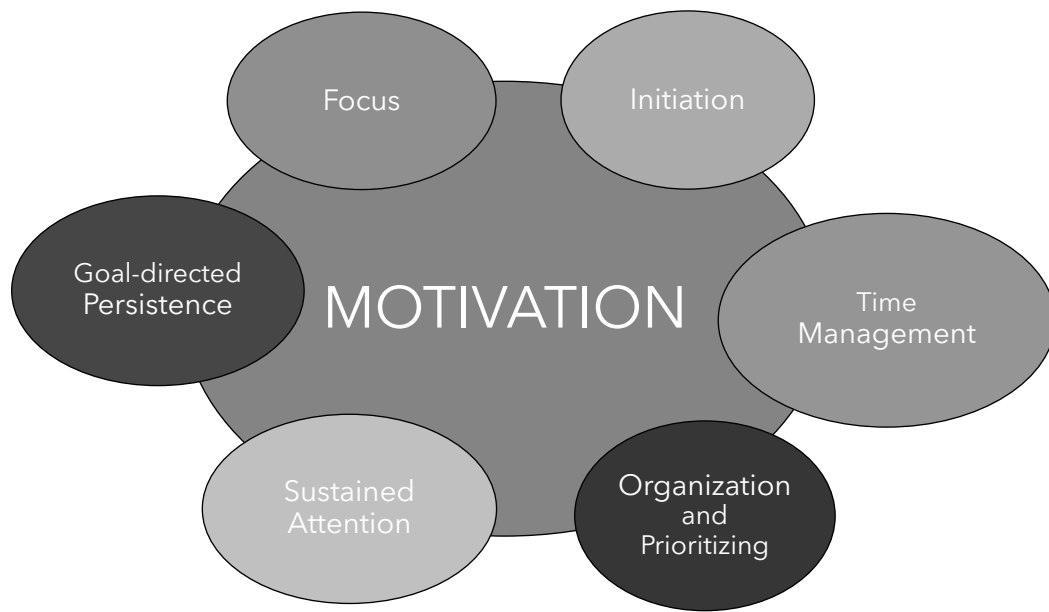 Focus
Initiation
Goal-directed
Persistence
MOTIVATION
Time
Management
Sustained
Attention
Organization
and
Prioritizing